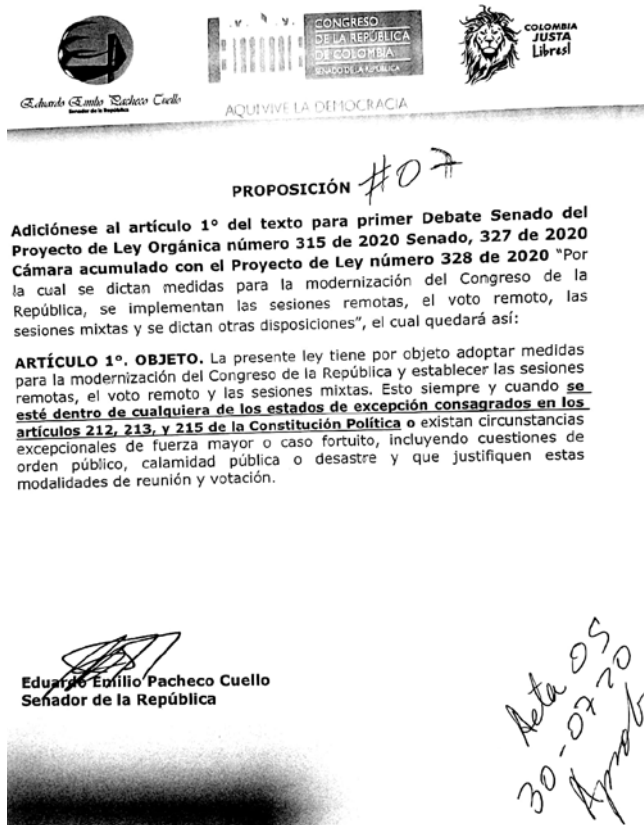 Eduardo Emilio Pacheco Cuello
Senador de la República
CONGRESO
DE LA REPÚBLICA
DE COLOMBIA
SENADO DE LA REPÚBLICA
AQUI VIVE LA DEMOCRACIA
COLOMBIA
JUSTA
Libres!
PROPOSICIÓN #07
Adiciónese al artículo 1º del texto para primer Debate Senado del
Proyecto de Ley Orgánica número 315 de 2020 Senado, 327 de 2020
Cámara acumulado con el Proyecto de Ley número 328 de 2020 "Por
la cual se dictan medidas para la modernización del Congreso de la
República, se implementan las sesiones remotas, el voto remoto, las
sesiones mixtas y se dictan otras disposiciones", el cual quedará así:
ARTÍCULO 1º. OBJETO. La presente ley tiene por objeto adoptar medidas
para la modernización del Congreso de la República y establecer las sesiones
remotas, el voto remoto y las sesiones mixtas. Esto siempre y cuando se
esté dentro de cualquiera de los estados de excepción consagrados en los
artículos 212, 213, y 215 de la Constitución Política o existan circunstancias
excepcionales de fuerza mayor o caso fortuito, incluyendo cuestiones de
orden público, calamidad pública o desastre y que justifiquen estas
modalidades de reunión y votación.
Eduardo Emilio Pacheco Cuello
Senador de la República
Acta 05
30-07-20
Aprob